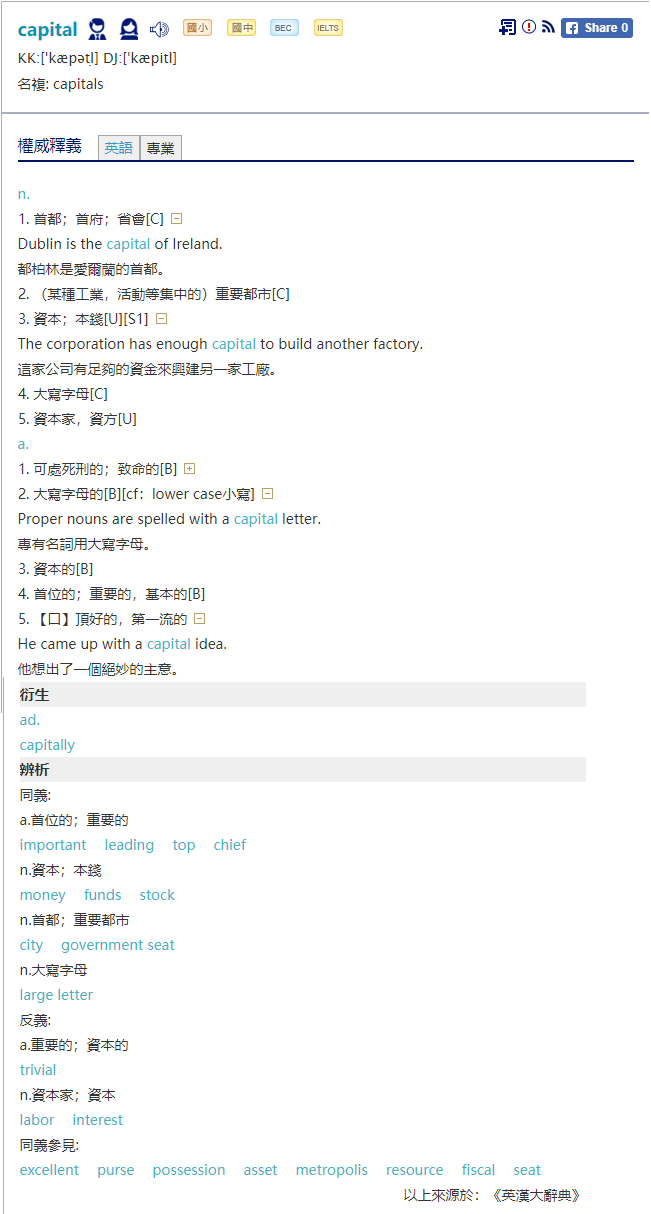 capital 國小 國中 BEC IELTS Share 0
KK:[ˋkæpətḷ] DJ:[ˈkæpitl]
名複: capitals
權威釋義 英語 專業
n.
1. 首都；首府；省會[C]
Dublin is the capital of Ireland.
都柏林是愛爾蘭的首都。
2. （某種工業，活動等集中的）重要都市[C]
3. 資本；本錢[U][S1]
The corporation has enough capital to build another factory.
這家公司有足夠的資金來興建另一家工廠。
4. 大寫字母[C]
5. 資本家，資方[U]
a.
1. 可處死刑的；致命的[B]
2. 大寫字母的[B][cf：lower case小寫]
Proper nouns are spelled with a capital letter.
專有名詞用大寫字母。
3. 資本的[B]
4. 首位的；重要的，基本的[B]
5. 【口】頂好的，第一流的
He came up with a capital idea.
他想出了一個絕妙的主意。
衍生
ad.
capitally
辨析
同義:
a.首位的；重要的
important leading top chief
n.資本；本錢
money funds stock
n.首都；重要都市
city government seat
n.大寫字母
large letter
反義:
a.重要的；資本的
trivial
n.資本家；資本
labor interest
同義參見:
excellent purse possession asset metropolis resource fiscal seat
以上來源於：《英漢大辭典》